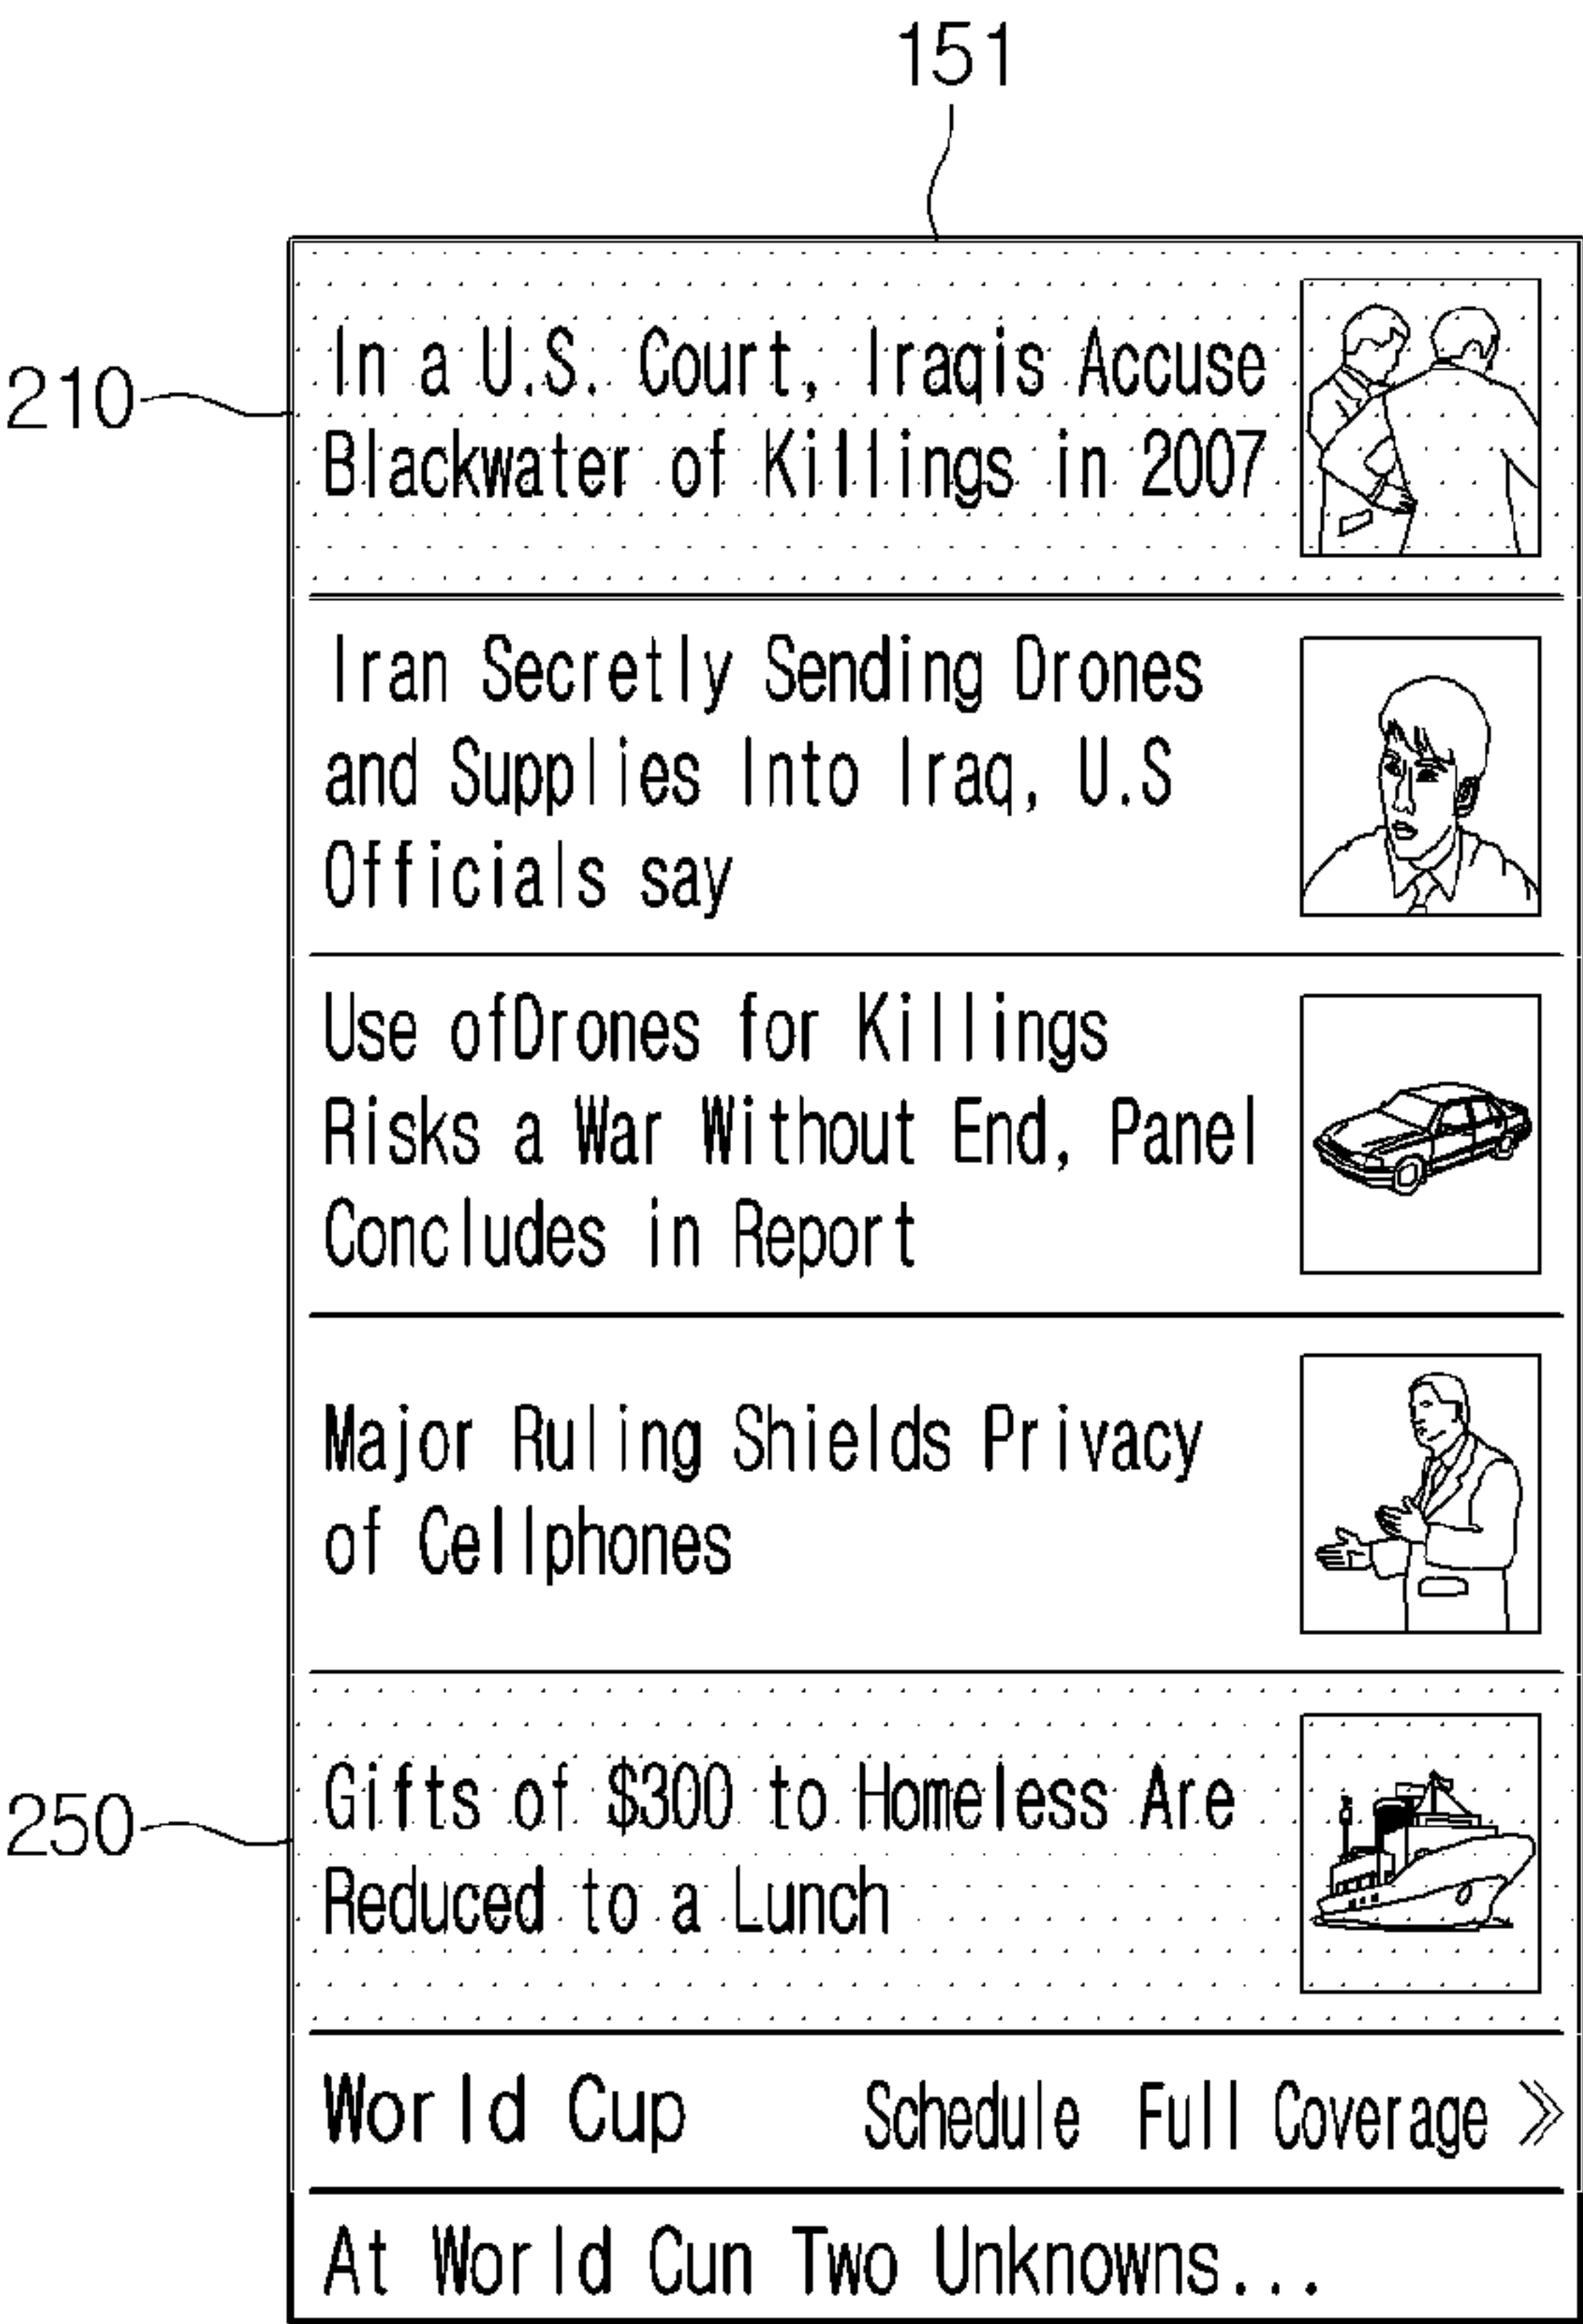 151
210
In a U.S. Court, Iraqis Accuse
Blackwater of Killings in 2007
Iran Secretly Sending Drones
and Supplies Into Iraq, U.S
Officials say
Use ofDrones for Killings
Risks a War Without End, Panel
Concludes in Report
Major Ruling Shields Privacy
of Cellphones
250
Gifts of $300 to Homeless Are
Reduced to a Lunch
World Cup Schedule Full Coverage »
At World Cun Two Unknowns...